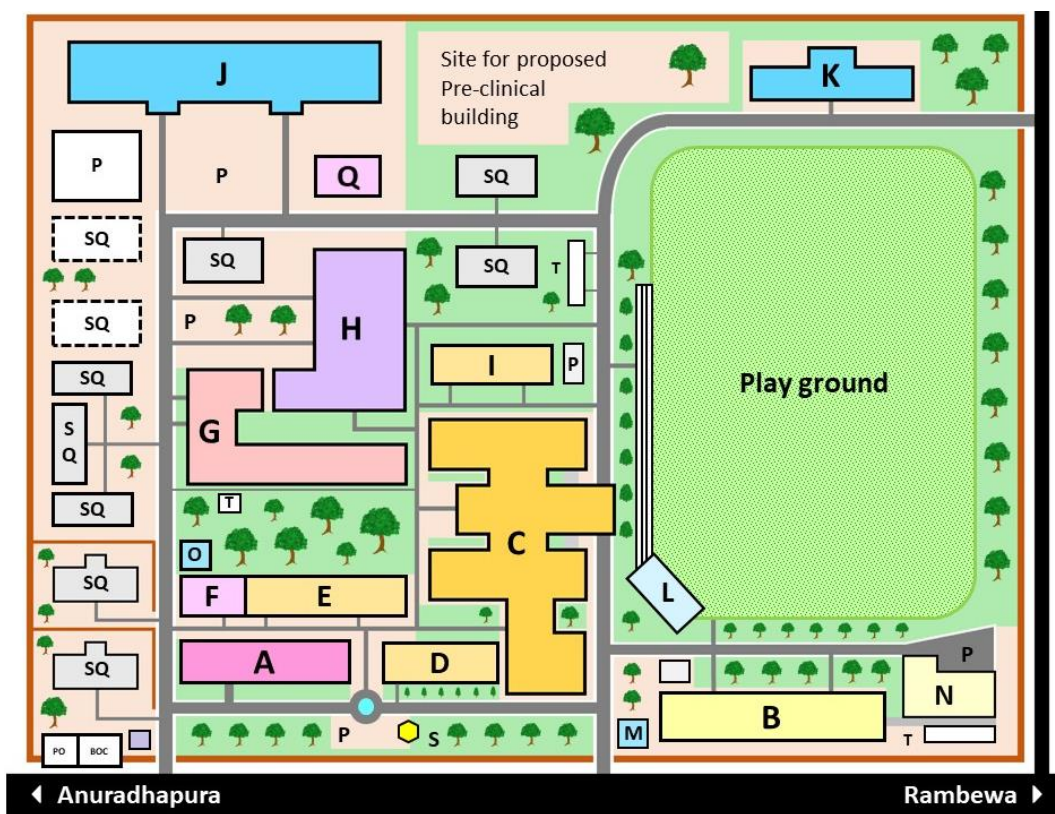 J
Site for proposed
Pre-clinical
building
K
P
P
Q
SQ
SQ
SQ
SQ
T
SQ
P
H
I
P
Play ground
SQ
S
Q
G
SQ
T
C
O
SQ
F
E
L
A
D
SQ
P
N
B
P
S
M
T
PO
BOC
Anuradhapura
Rambewa